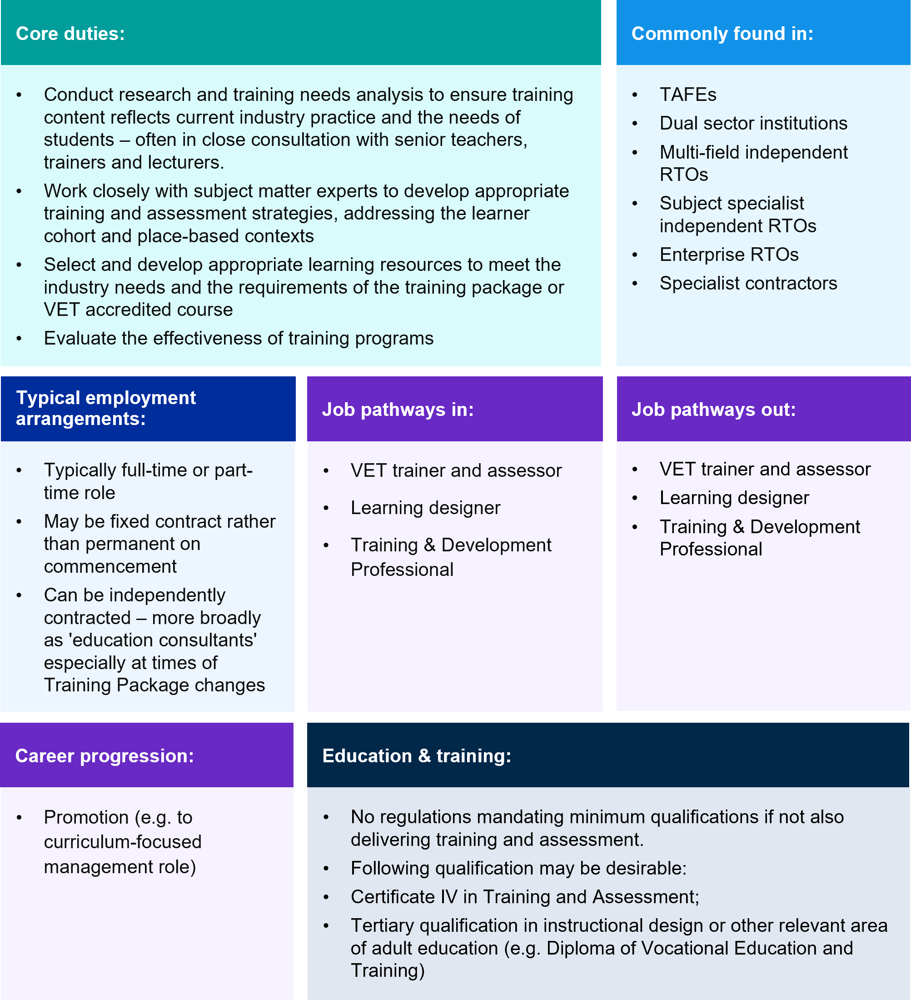 Core duties:
• Conduct research and training needs analysis to ensure training
content reflects current industry practice and the needs of
students – often in close consultation with senior teachers,
trainers and lecturers.
• Work closely with subject matter experts to develop appropriate
training and assessment strategies, addressing the learner
cohort and place-based contexts
• Select and develop appropriate learning resources to meet the
industry needs and the requirements of the training package or
VET accredited course
• Evaluate the effectiveness of training programs
Commonly found in:
• TAFEs
• Dual sector institutions
• Multi-field independent
RTOs
• Subject specialist
independent RTOs
• Enterprise RTOs
• Specialist contractors
Typical employment
arrangements:
• Typically full-time or part-
time role
• May be fixed contract rather
than permanent on
commencement
• Can be independently
contracted – more broadly
as 'education consultants'
especially at times of
Training Package changes
Job pathways in:
• VET trainer and assessor
• Learning designer
• Training & Development
Professional
Job pathways out:
• VET trainer and assessor
• Learning designer
• Training & Development
Professional
Career progression:
• Promotion (e.g. to
curriculum-focused
management role)
Education & training:
• No regulations mandating minimum qualifications if not also
delivering training and assessment.
• Following qualification may be desirable:
• Certificate IV in Training and Assessment;
• Tertiary qualification in instructional design or other relevant area
of adult education (e.g. Diploma of Vocational Education and
Training)